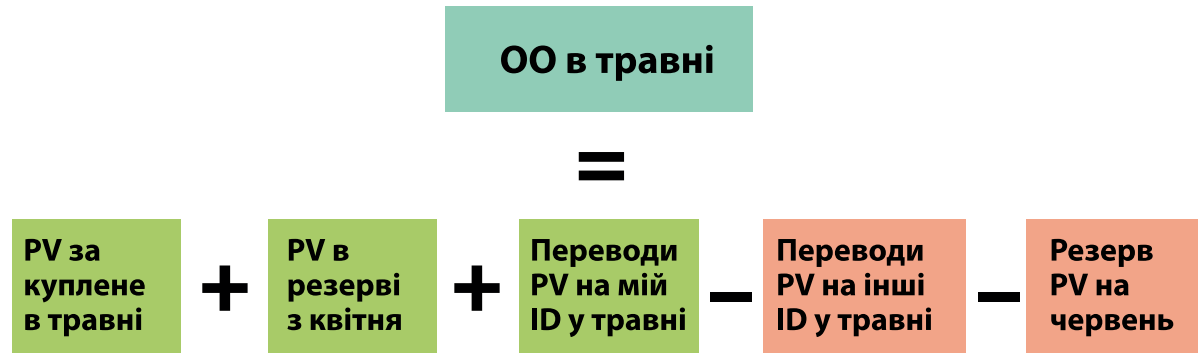 ОО в травні
=
PV за
куплене
в травні
+
PV в
резерві
з квітня
+
Переводи
PV на мій
ID у травні
–
Переводи
PV на інші
ID у травні
–
Резерв
PV на
червень